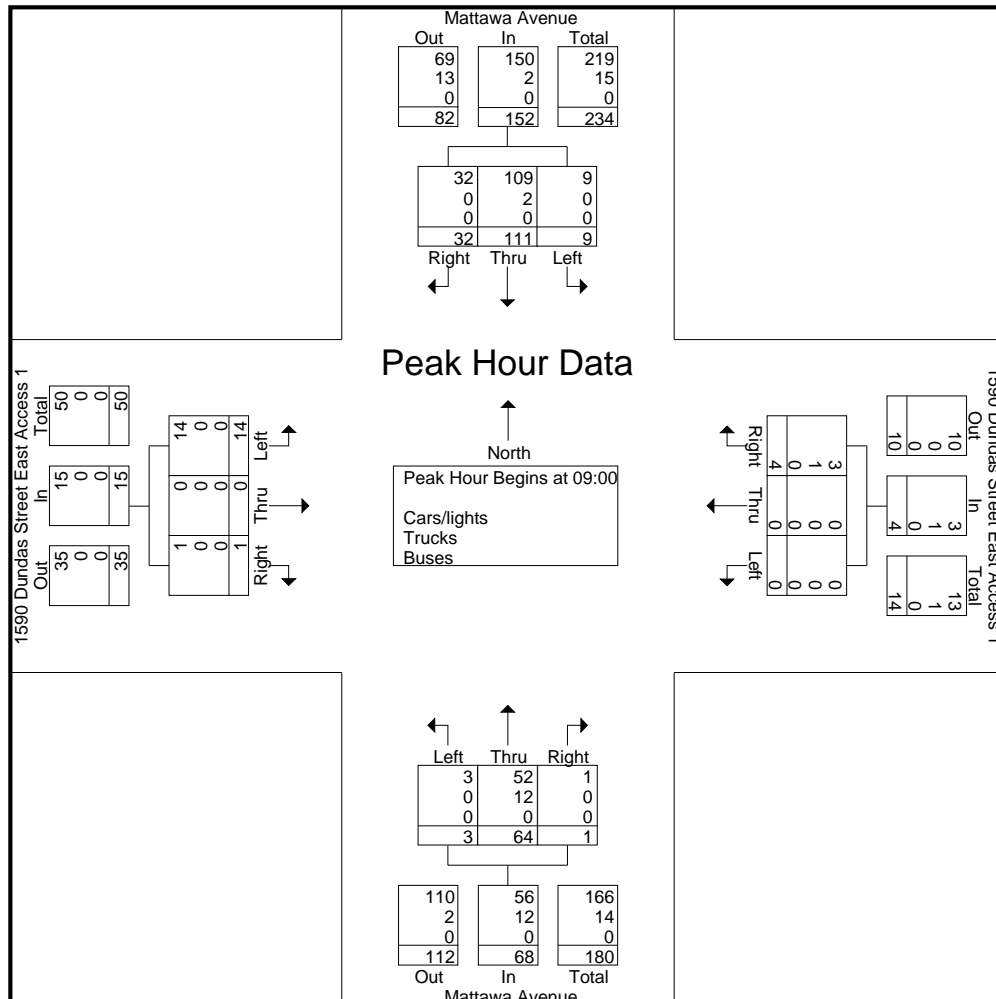 Mattawa Avenue
Out In Total
69 150 219
13 2 15
0 0 0
82 152 234
32 109 9
0 2 0
0 0 0
32 111 9
Right Thru Left
Peak Hour Data
North
Peak Hour Begins at 09:00
Cars/lights
Trucks
Buses
1590 Dundas Street East Access 1
Out In Total
35 15 50
0 0 0
0 0 0
35 15 50
Right Thru Left
1 0 14
0 0 0
0 0 0
1 0 14
1590 Dundas Street East Access 1
Out In Total
10 3 13
0 1 1
0 0 0
10 4 14
Right Thru Left
3 0 0
1 0 0
0 0 0
4 0 0
Left Thru Right
3 52 1
0 12 0
0 0 0
3 64 1
110 56 166
2 12 14
0 0 0
112 68 180
Out In Total
Mattawa Avenue